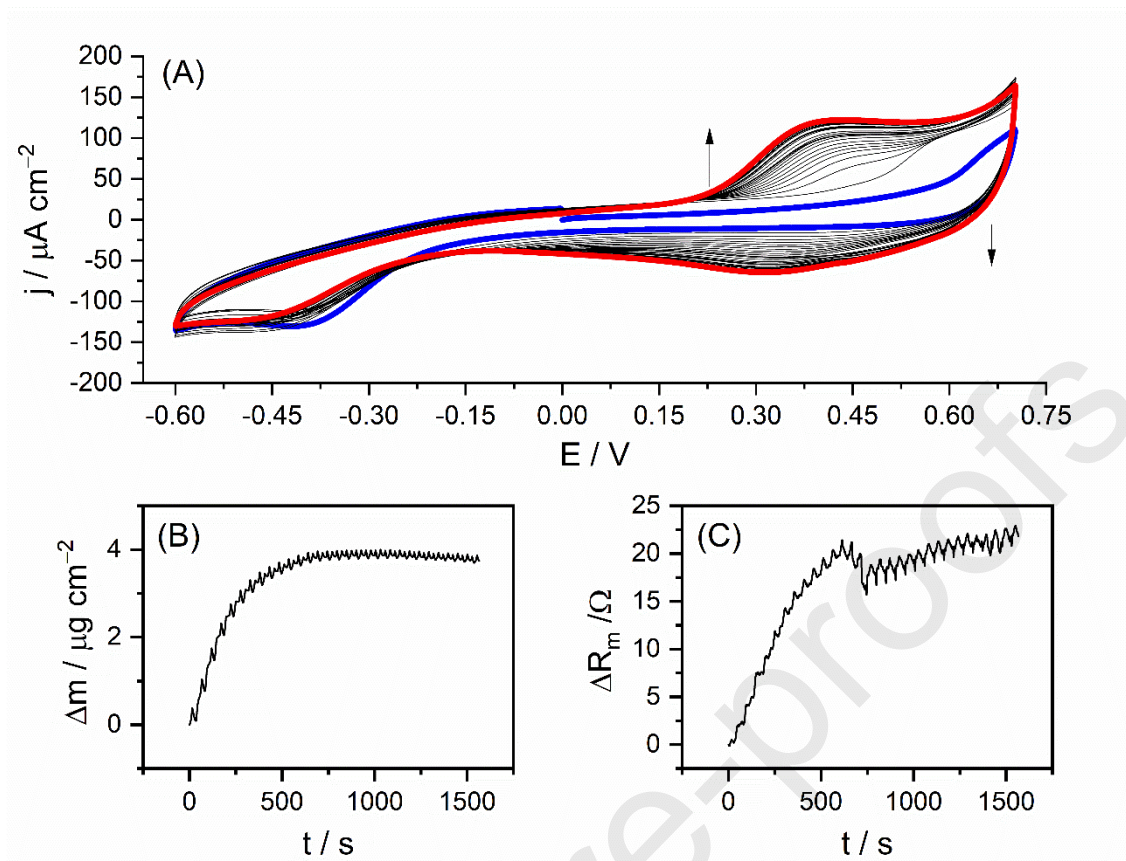 (A)
200
150
100
50
0
-50
-100
-150
-200
j / μA cm⁻²
-0.60 -0.45 -0.30 -0.15 0.00 0.15 0.30 0.45 0.60 0.75
E / V
(B)
4
2
0
Δm / μg cm⁻²
0 500 1000 1500
t / s
(C)
25
20
15
10
5
0
ΔRₘ /Ω
0 500 1000 1500
t / s
e-proofs